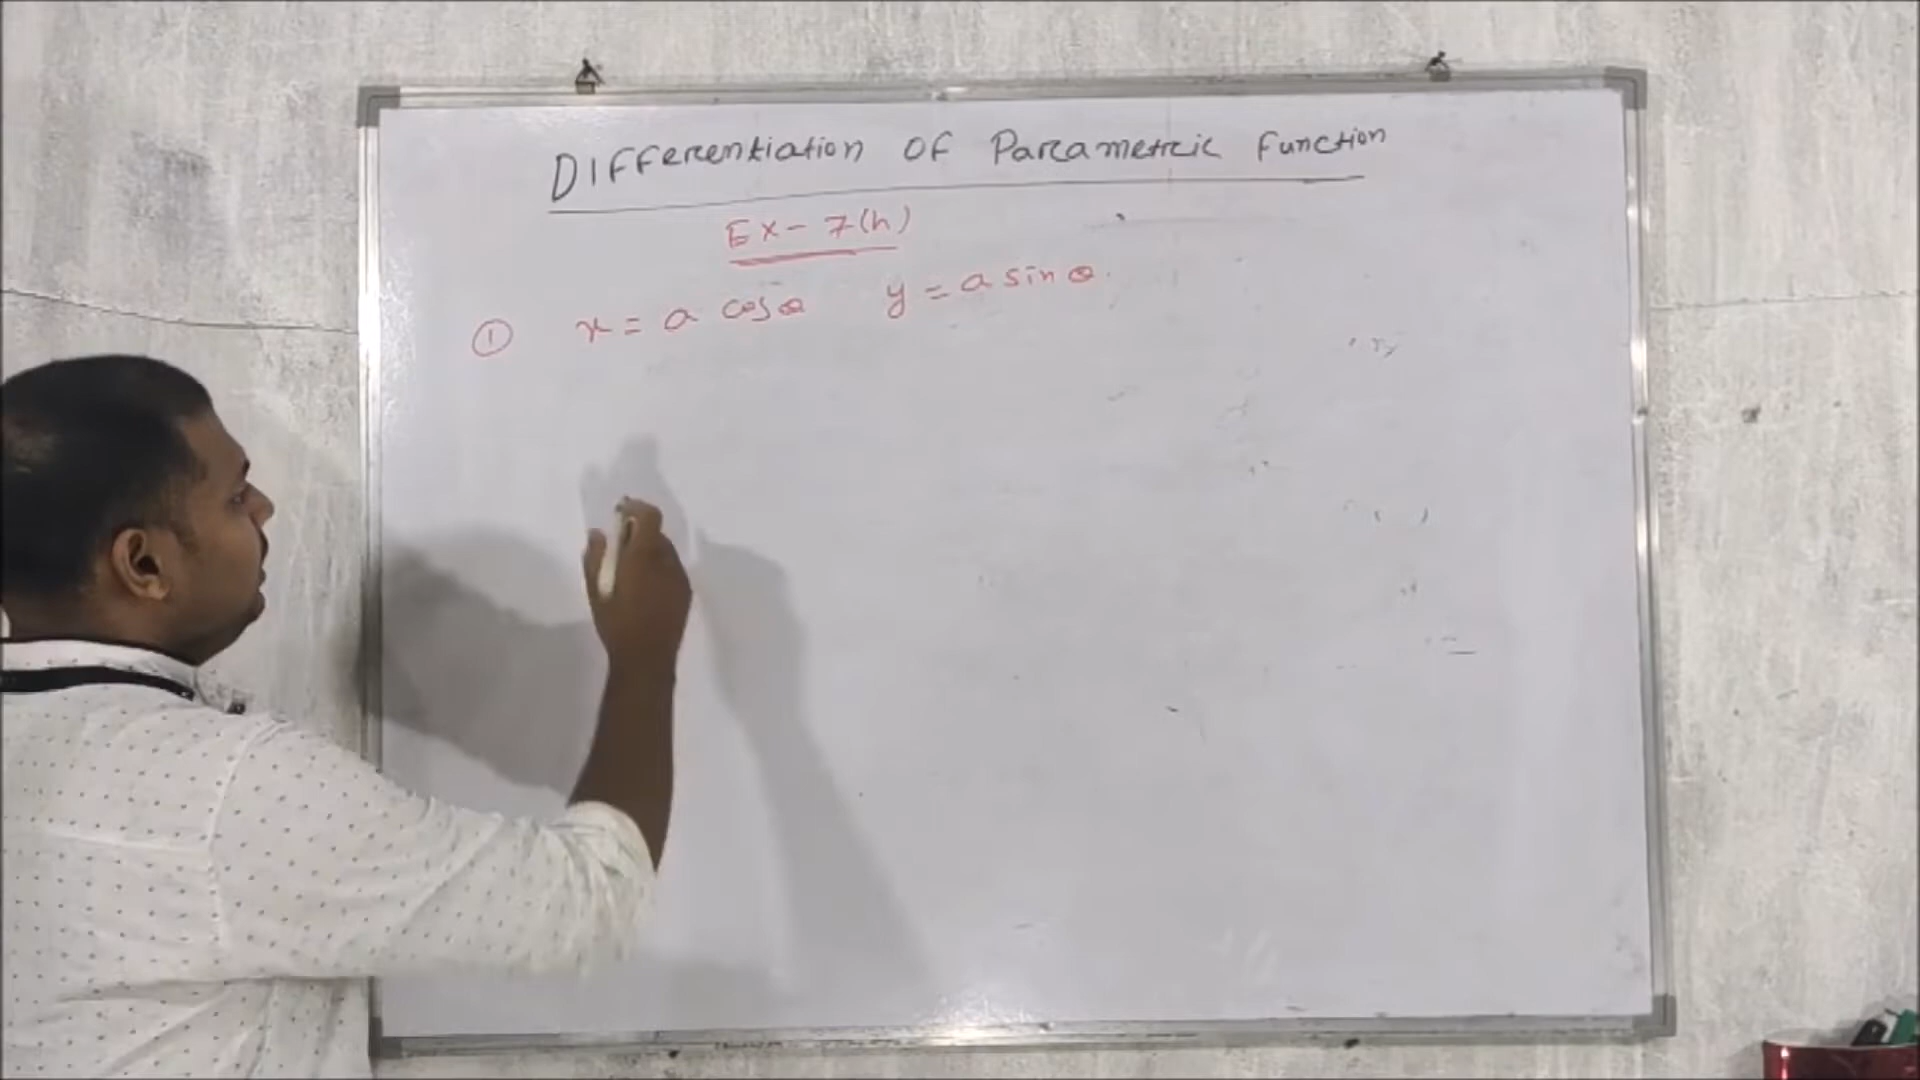 Differentiation of Parametric Function
Ex - 7(h)
① x = a cosθ y = a sinθ.